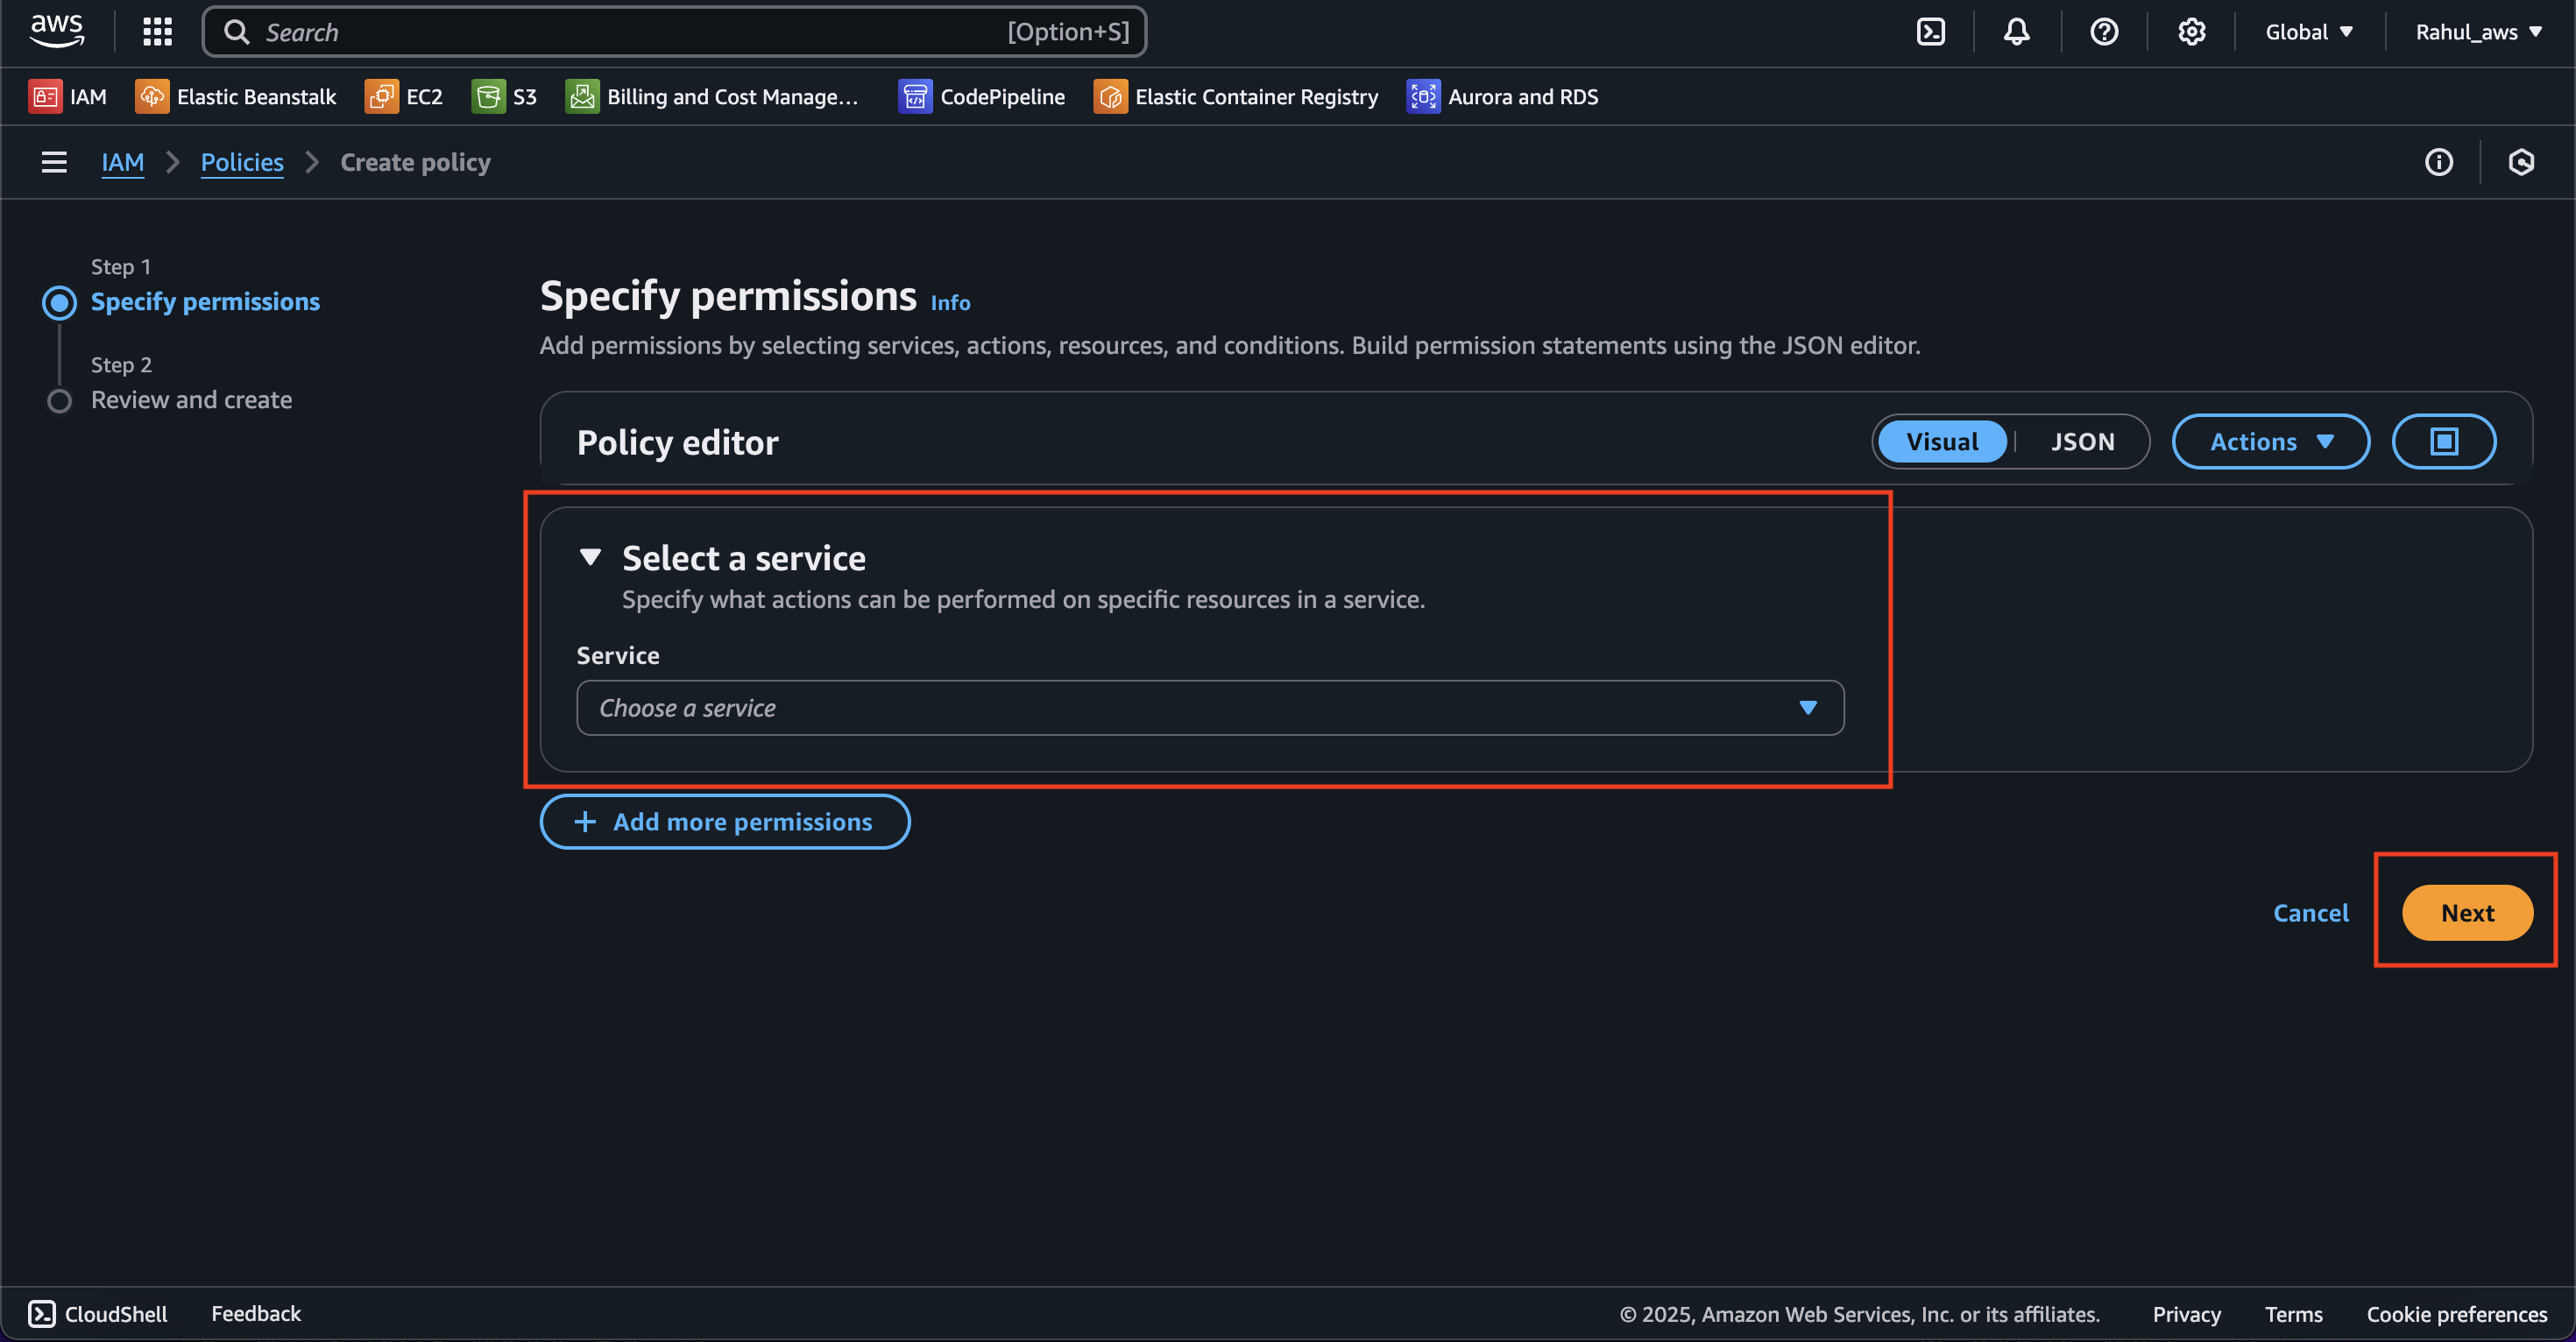 aws
Search [Option+S] Global Rahul_aws
IAM Elastic Beanstalk EC2 S3 Billing and Cost Manage... CodePipeline Elastic Container Registry Aurora and RDS
IAM Policies Create policy
Step 1
Specify permissions
Step 2
Review and create
Specify permissions Info
Add permissions by selecting services, actions, resources, and conditions. Build permission statements using the JSON editor.
Policy editor Visual JSON Actions
Select a service
Specify what actions can be performed on specific resources in a service.
Service
Choose a service
+ Add more permissions
Cancel Next
CloudShell Feedback © 2025, Amazon Web Services, Inc. or its affiliates. Privacy Terms Cookie preferences